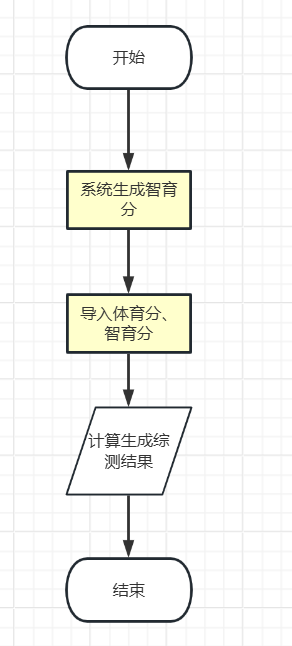 开始
系统生成智育
分
导入体育分、
智育分
计算生成综
测结果
结束